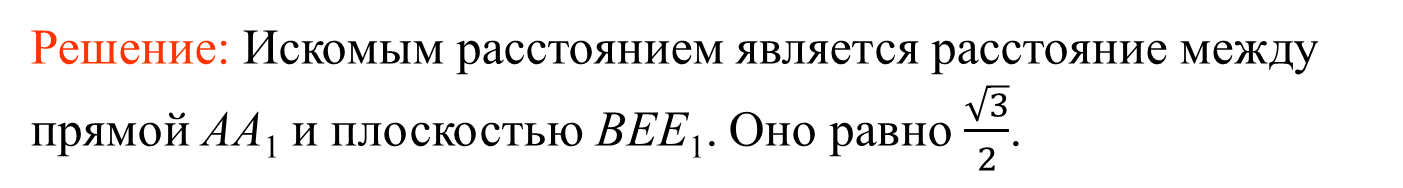 Решение: Искомым расстоянием является расстояние между
прямой AA₁ и плоскостью BEE₁. Оно равно √3/2.